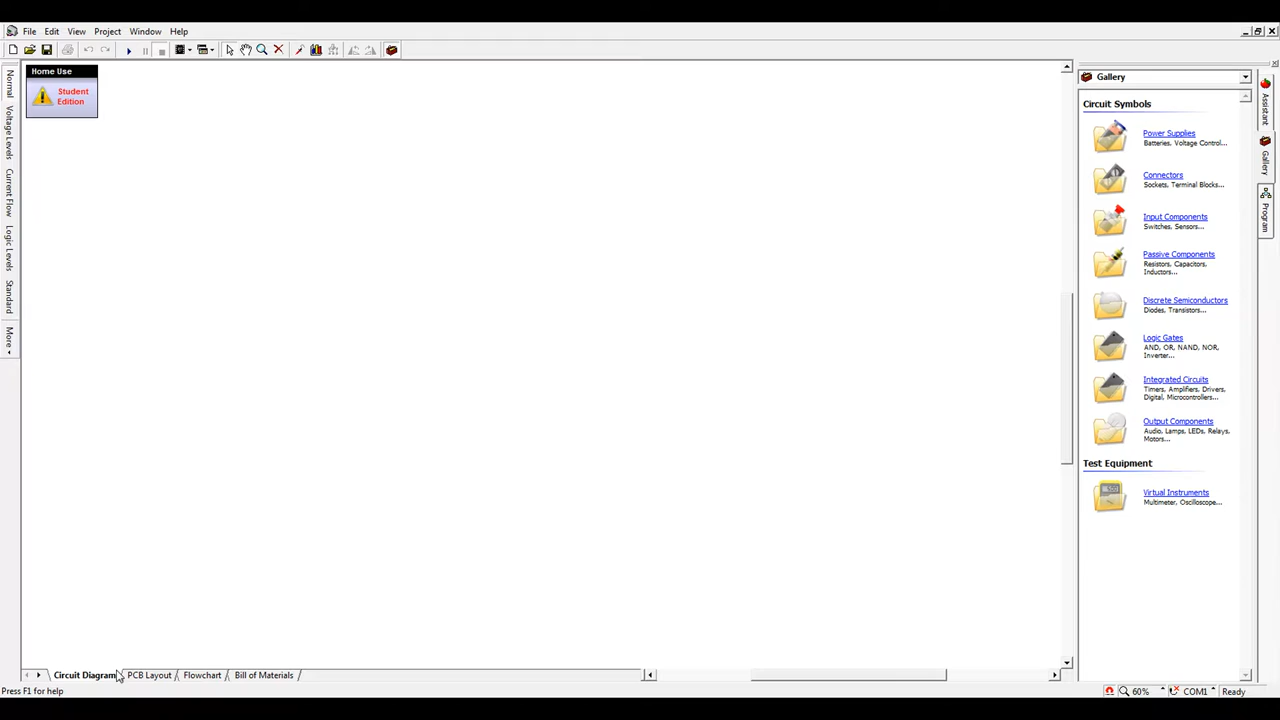 File Edit View Project Window Help
Home Use
Student
Edition
Normal
Voltage Levels
Current Flow
Logic Levels
Standard
More
Gallery
Circuit Symbols
Power Supplies
Batteries, Voltage Control...
Connectors
Sockets, Terminal Blocks...
Input Components
Switches, Sensors...
Passive Components
Resistors, Capacitors,
Inductors...
Discrete Semiconductors
Diodes, Transistors...
Logic Gates
AND, OR, NAND, NOR,
Inverter...
Integrated Circuits
Timers, Amplifiers, Drivers,
Digital, Microcontrollers...
Output Components
Audio, Lamps, LEDs, Relays,
Motors...
Test Equipment
Virtual Instruments
Multimeter, Oscilloscope...
Assistant
Gallery
Program
Circuit Diagram PCB Layout Flowchart Bill of Materials
Press F1 for help 60% COM1 Ready